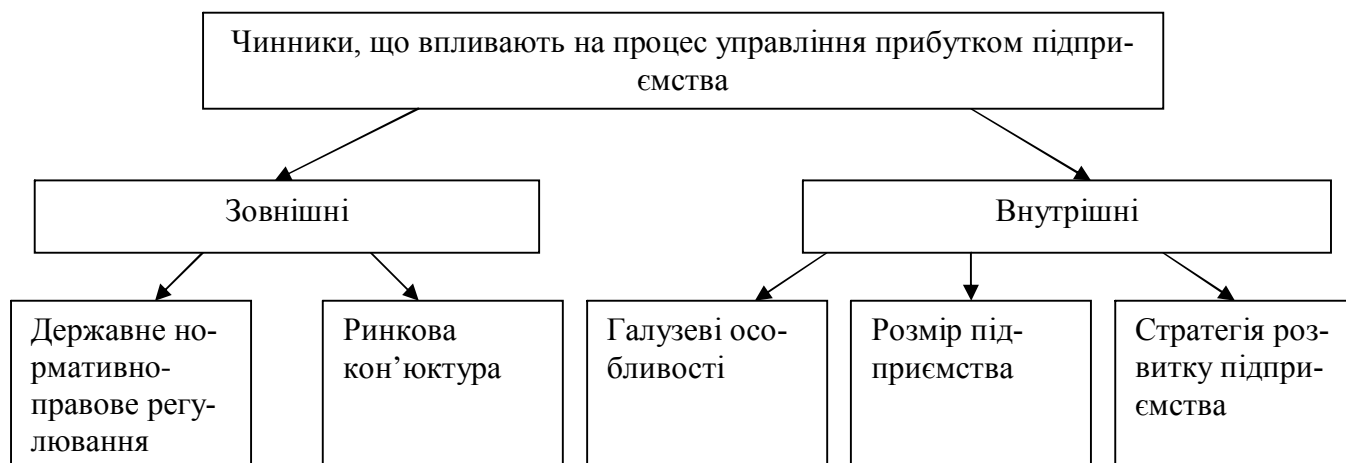 Чинники, що впливають на процес управління прибутком підпри-
ємства
Зовнішні
Внутрішні
Державне но-
рмативно-
правове регу-
лювання
Ринкова
кон’юктура
Галузеві осо-
бливості
Розмір під-
приємства
Стратегія роз-
витку підпри-
ємства